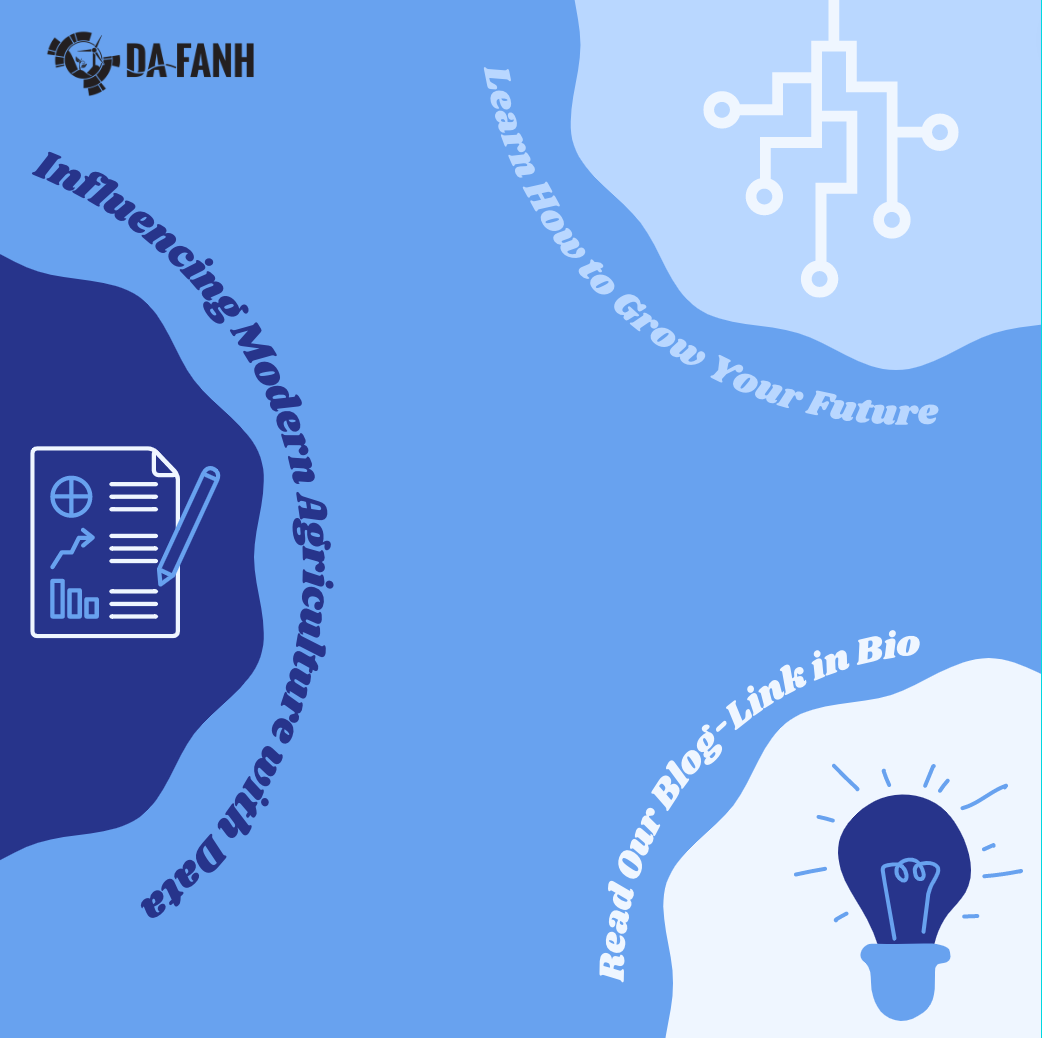 DA-FANH
Influencing Modern Agriculture with Data
Learn How to Grow Your Future
Read Our Blog-Link in Bio